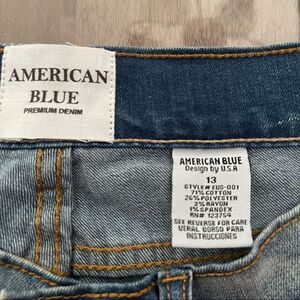 AMERICAN
BLUE
PREMIUM DENIM
AMERICAN BLUE
Design by U.S.A
13
STYLE# EUS-001
71% COTTON
26% POLYESTER
2% RAYON
1% SPANDEX
RN# 123754
SEE REVERSE FOR CARE
VERAL DORSO PARA
INSTRUCCIONES